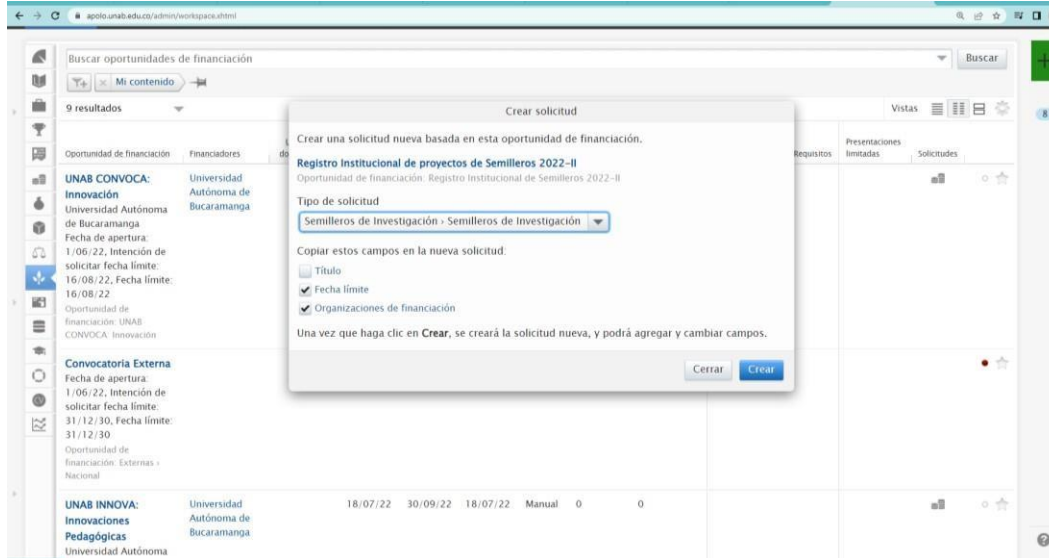 apolo.unab.edu.co/admin/workspace.xhtml
Buscar oportunidades de financiación
Buscar
Mi contenido
9 resultados
Vistas
8
Oportunidad de financiación
Financiadores
Requisitos
Presentaciones
limitadas
Solicitudes
Crear solicitud
Crear una solicitud nueva basada en esta oportunidad de financiación.
Registro Institucional de proyectos de Semilleros 2022-II
Oportunidad de financiación: Registro Institucional de Semilleros 2022-II
Tipo de solicitud
Semilleros de Investigación › Semilleros de Investigación
Copiar estos campos en la nueva solicitud:
Título
Fecha límite
Organizaciones de financiación
Una vez que haga clic en Crear, se creará la solicitud nueva, y podrá agregar y cambiar campos.
Cerrar
Crear
UNAB CONVOCA:
Innovación
Universidad Autónoma
de Bucaramanga
Fecha de apertura:
1/06/22, Intención de
solicitar fecha límite:
16/08/22, Fecha límite:
16/08/22
Oportunidad de
financiación: UNAB
CONVOCA: Innovación
Universidad
Autónoma de
Bucaramanga
0
Convocatoria Externa
Fecha de apertura:
1/06/22, Intención de
solicitar fecha límite:
31/12/30, Fecha límite:
31/12/30
Oportunidad de
financiación: Externas ›
Nacional
UNAB INNOVA:
Innovaciones
Pedagógicas
Universidad Autónoma
Universidad
Autónoma de
Bucaramanga
18/07/22 30/09/22 18/07/22 Manual 0 0
0